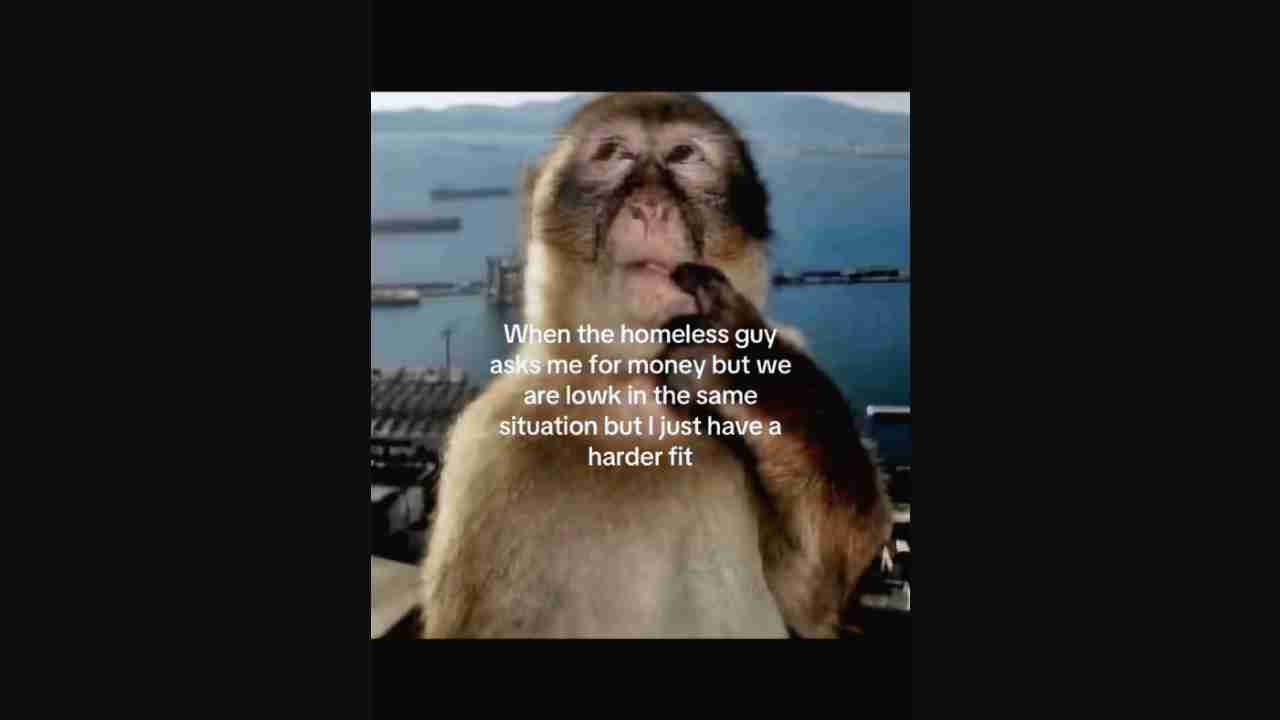 When the homeless guy
asks me for money but we
are lowk in the same
situation but I just have a
harder fit